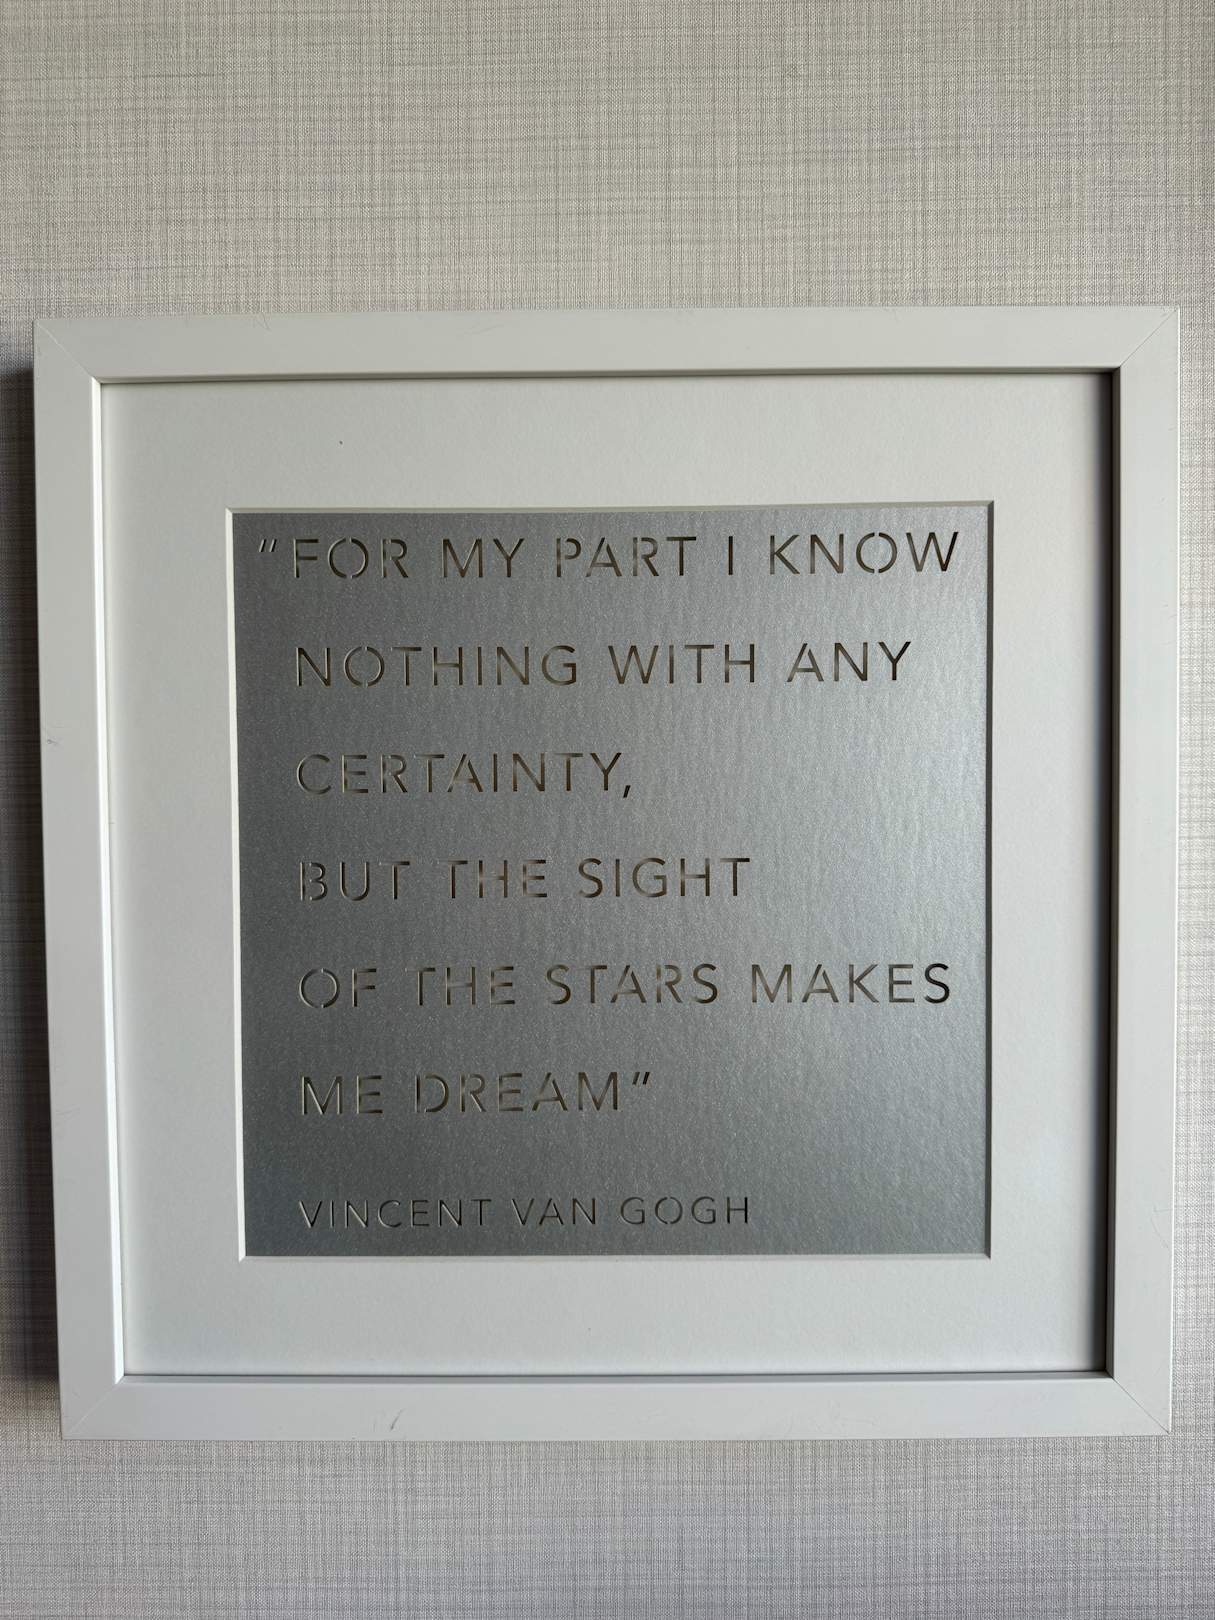 "FOR MY PART I KNOW
NOTHING WITH ANY
CERTAINTY,
BUT THE SIGHT
OF THE STARS MAKES
ME DREAM"
VINCENT VAN GOGH